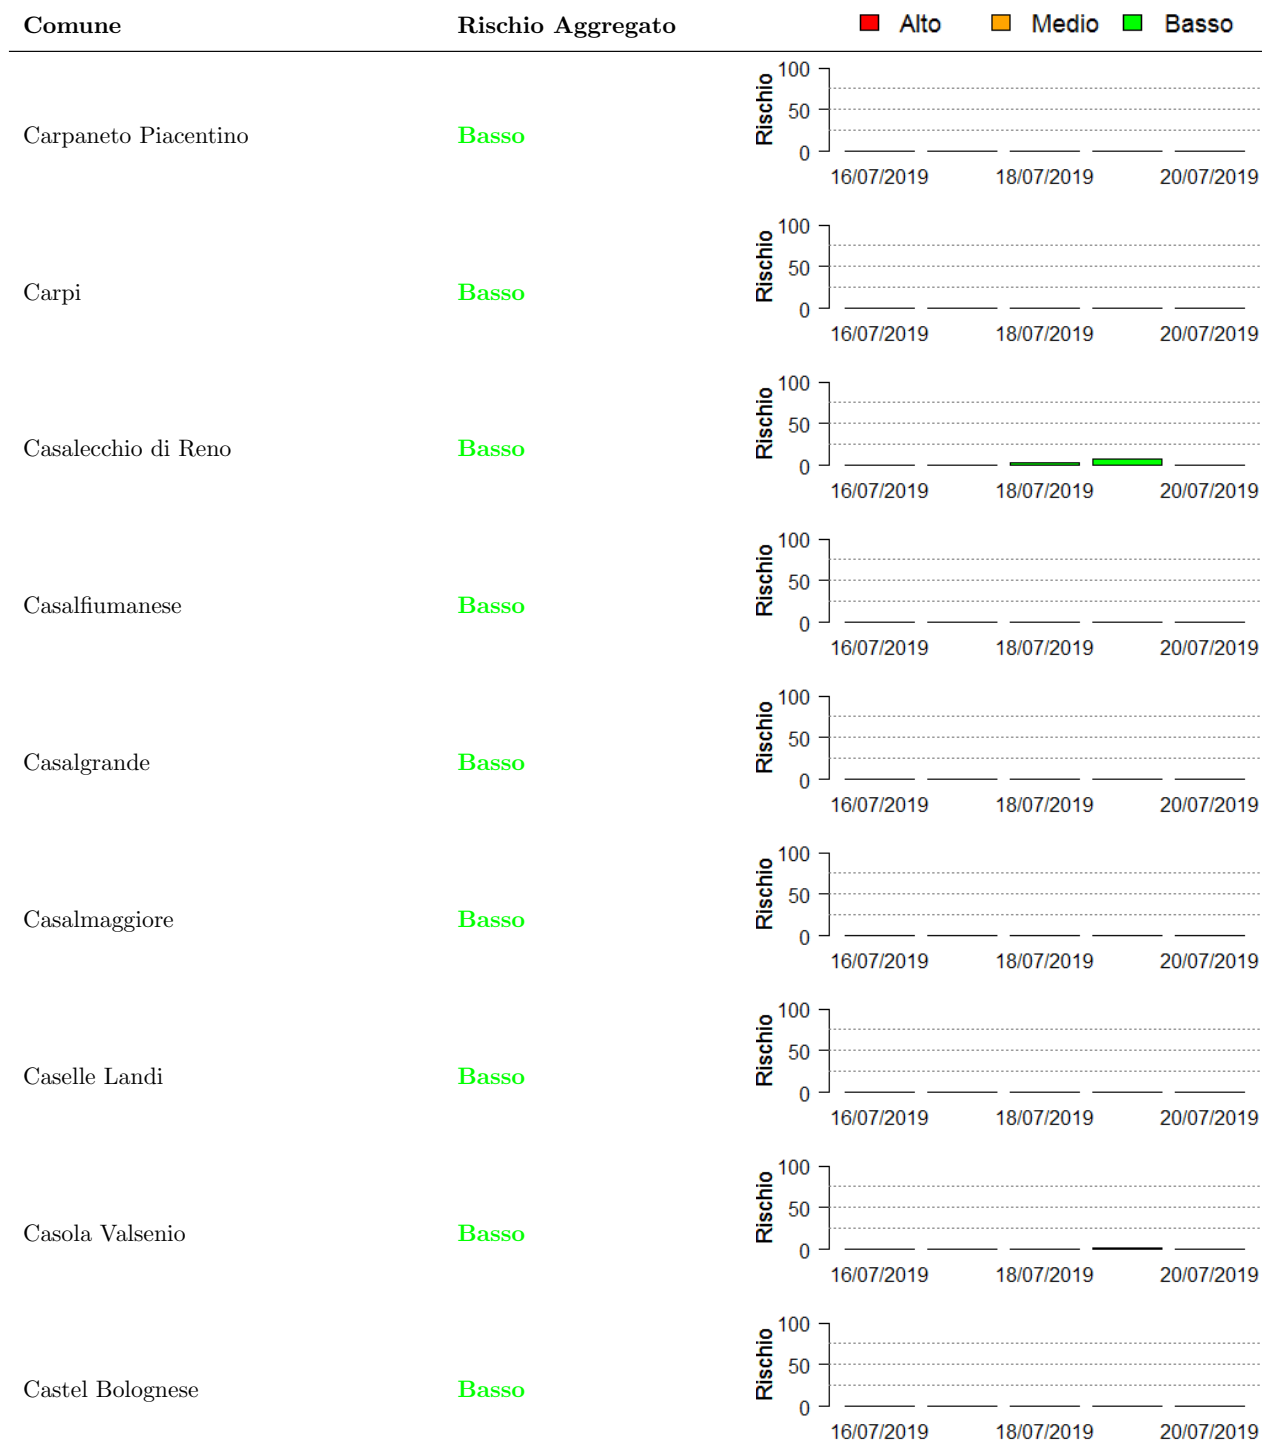 Comune Rischio Aggregato Alto Medio Basso
100
50
0
Rischio
Carpaneto Piacentino Basso
16/07/2019 18/07/2019 20/07/2019
100
50
0
Rischio
Carpi Basso
16/07/2019 18/07/2019 20/07/2019
100
50
0
Rischio
Casalecchio di Reno Basso
16/07/2019 18/07/2019 20/07/2019
100
50
0
Rischio
Casalfiumanese Basso
16/07/2019 18/07/2019 20/07/2019
100
50
0
Rischio
Casalgrande Basso
16/07/2019 18/07/2019 20/07/2019
100
50
0
Rischio
Casalmaggiore Basso
16/07/2019 18/07/2019 20/07/2019
100
50
0
Rischio
Caselle Landi Basso
16/07/2019 18/07/2019 20/07/2019
100
50
0
Rischio
Casola Valsenio Basso
16/07/2019 18/07/2019 20/07/2019
100
50
0
Rischio
Castel Bolognese Basso
16/07/2019 18/07/2019 20/07/2019